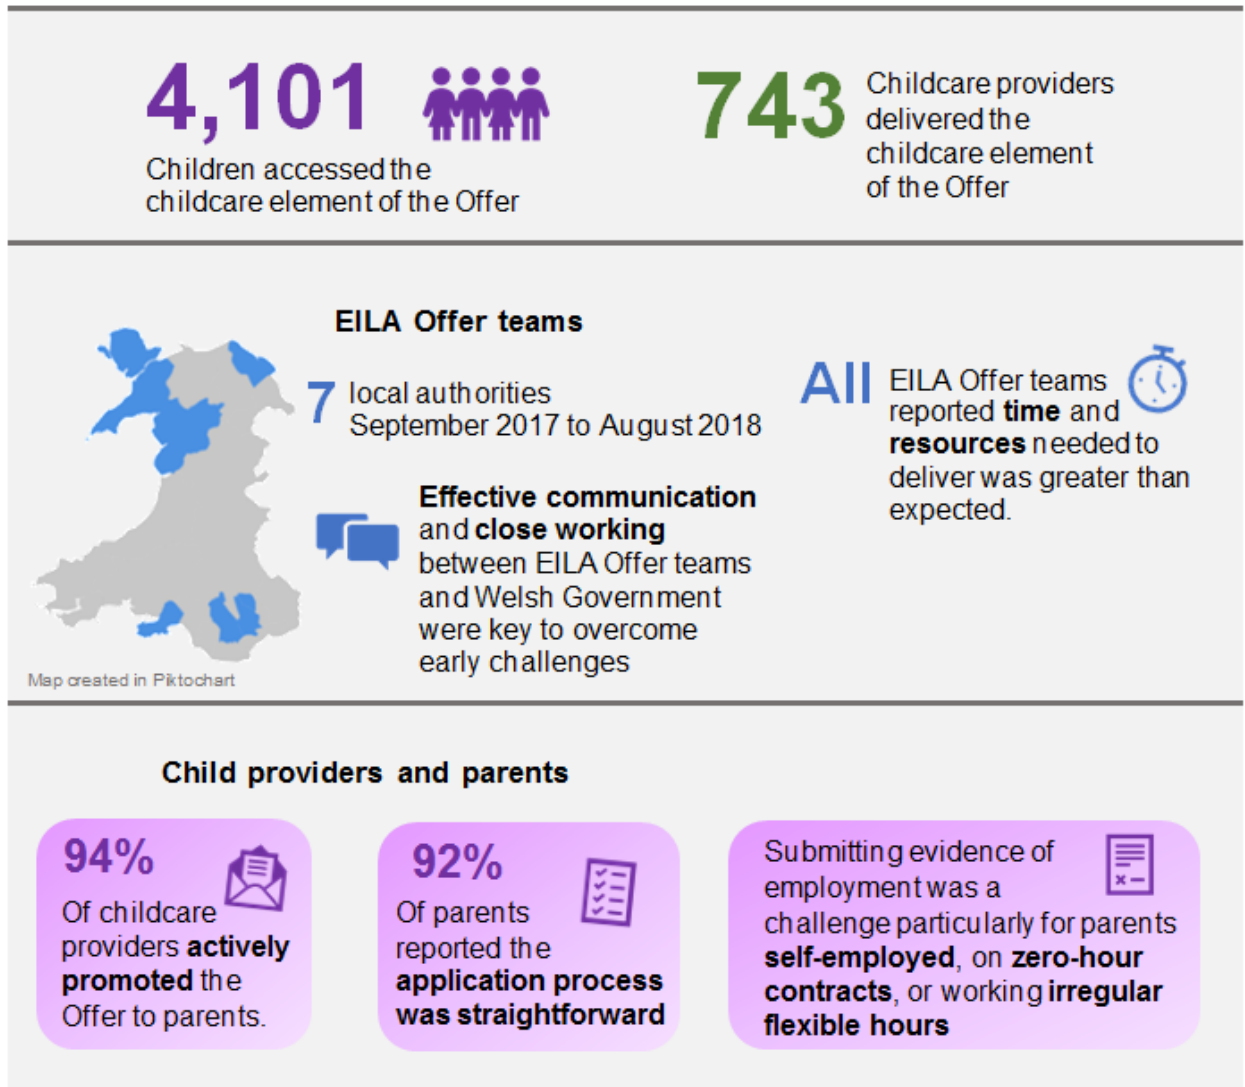 4,101
Children accessed the
childcare element of the Offer
743
Childcare providers
delivered the
childcare element
of the Offer
EILA Offer teams
7
local authorities
September 2017 to August 2018
Effective communication
and close working
between EILA Offer teams
and Welsh Government
were key to overcome
early challenges
All
EILA Offer teams
reported time and
resources needed to
deliver was greater than
expected.
Map created in Piktochart
Child providers and parents
94%
Of childcare
providers actively
promoted the
Offer to parents.
92%
Of parents
reported the
application process
was straightforward
Submitting evidence of
employment was a
challenge particularly for parents
self-employed, on zero-hour
contracts, or working irregular
flexible hours